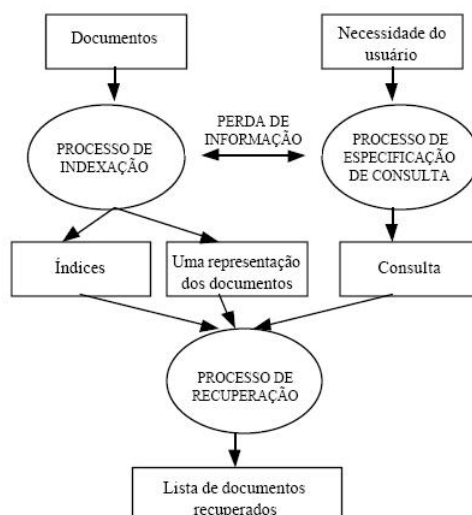 Documentos
Necessidade do
usuário
PERDA DE
INFORMAÇÃO
PROCESSO DE
INDEXAÇÃO
PROCESSO DE
ESPECIFICAÇÃO
DE CONSULTA
Índices
Uma representação
dos documentos
Consulta
PROCESSO DE
RECUPERAÇÃO
Lista de documentos
recuperados